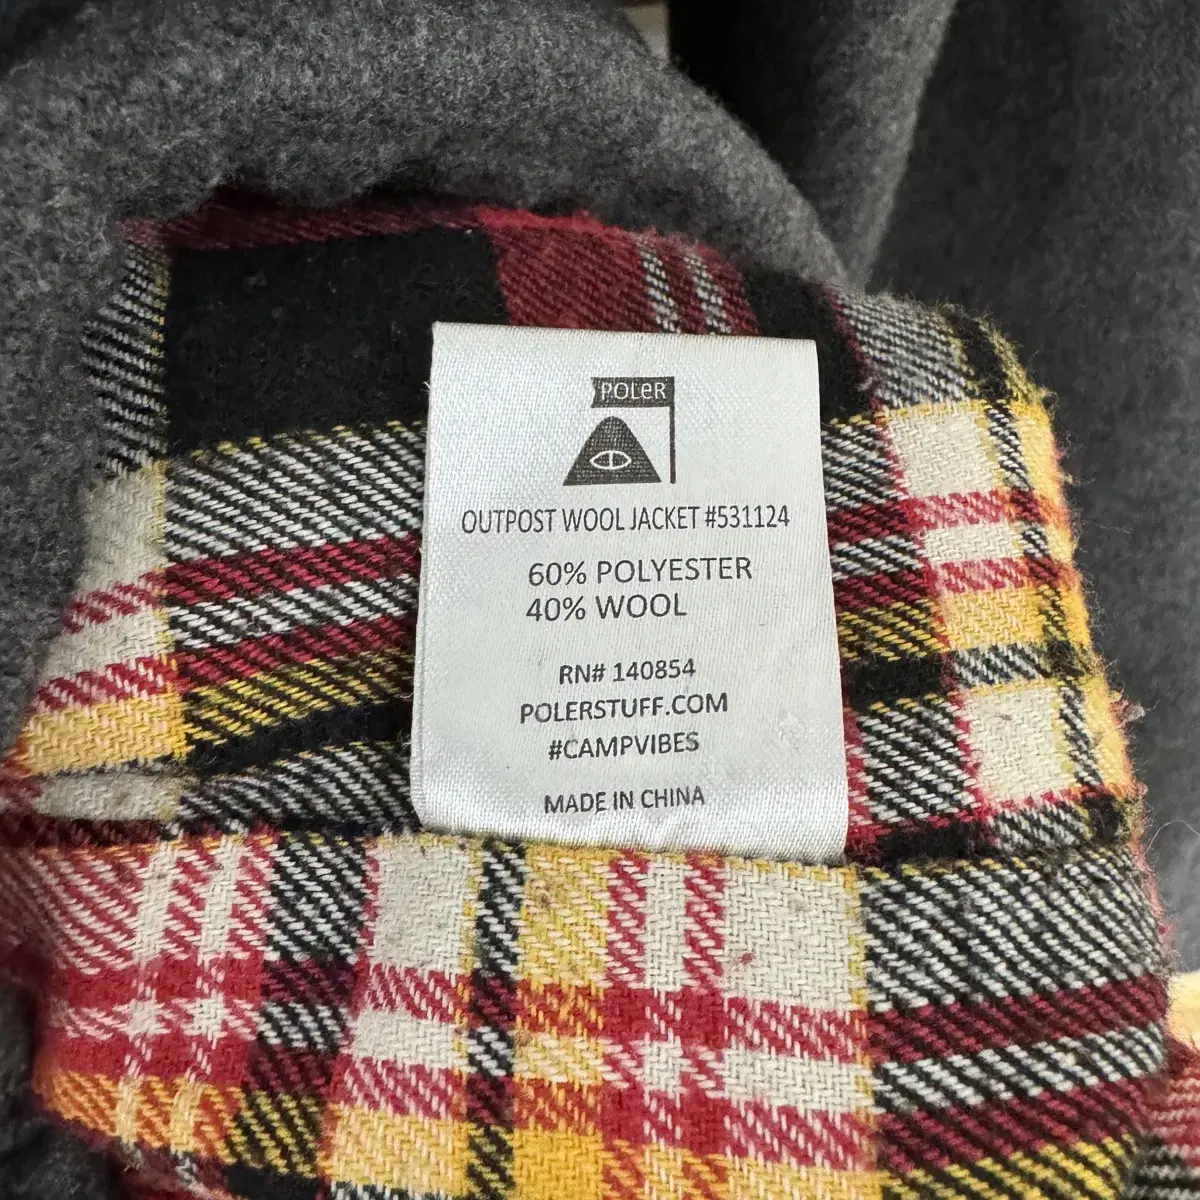 POLeR
OUTPOST WOOL JACKET #531124
60% POLYESTER
40% WOOL
RN# 140854
POLERSTUFF.COM
#CAMPVIBES
MADE IN CHINA